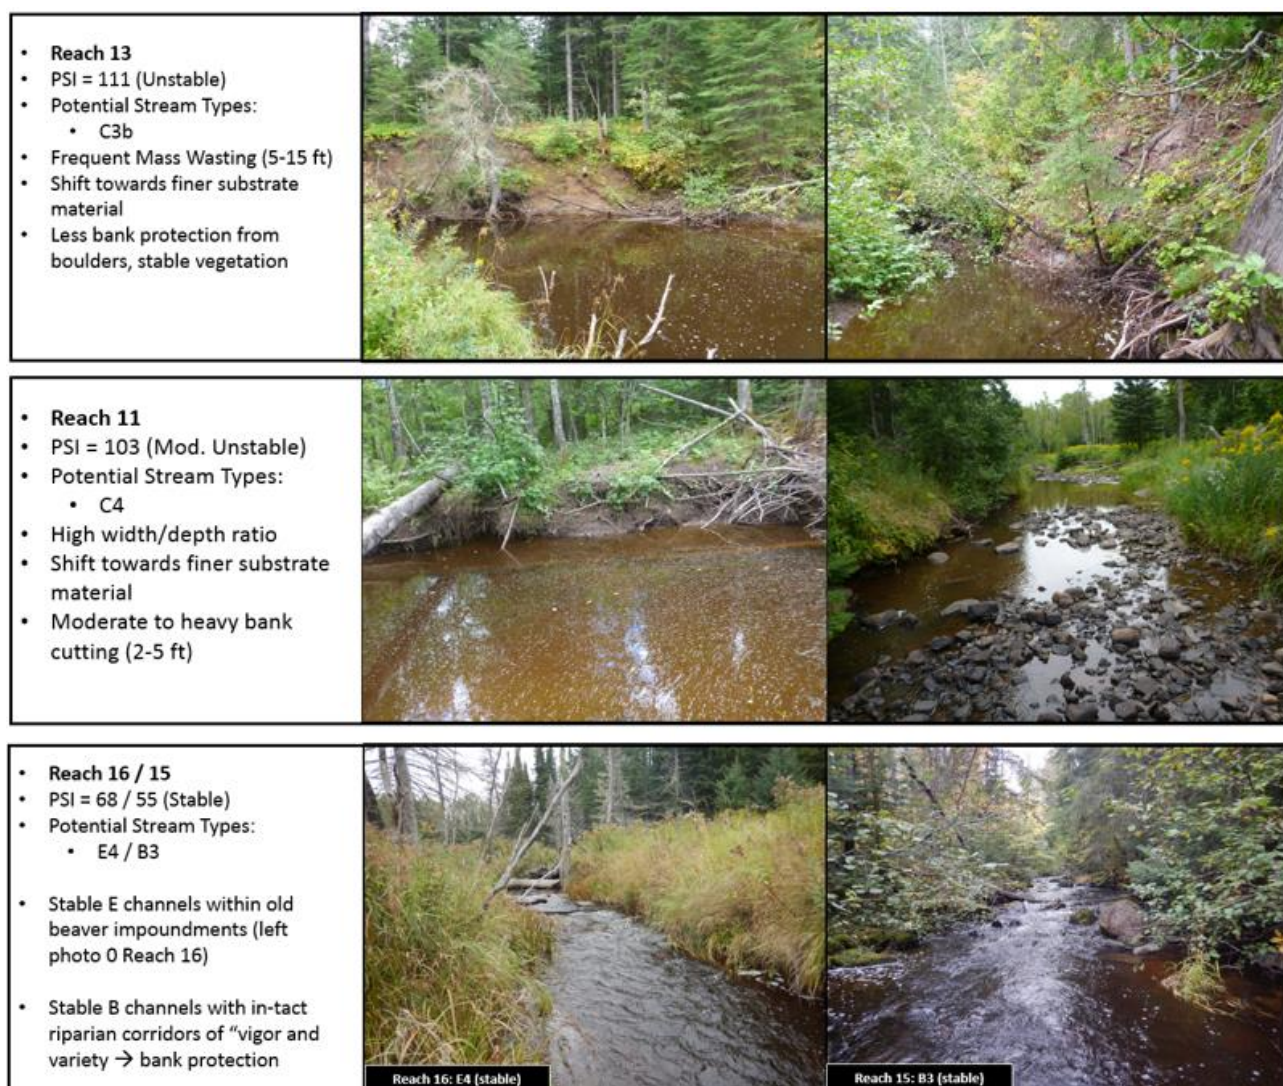 Reach 13
PSI = 111 (Unstable)
Potential Stream Types:
C3b
Frequent Mass Wasting (5-15 ft)
Shift towards finer substrate
material
Less bank protection from
boulders, stable vegetation
Reach 11
PSI = 103 (Mod. Unstable)
Potential Stream Types:
C4
High width/depth ratio
Shift towards finer substrate
material
Moderate to heavy bank
cutting (2-5 ft)
Reach 16 / 15
PSI = 68 / 55 (Stable)
Potential Stream Types:
E4 / B3
Stable E channels within old
beaver impoundments (left
photo 0 Reach 16)
Stable B channels with in-tact
riparian corridors of “vigor and
variety → bank protection
Reach 16: E4 (stable)
Reach 15: B3 (stable)